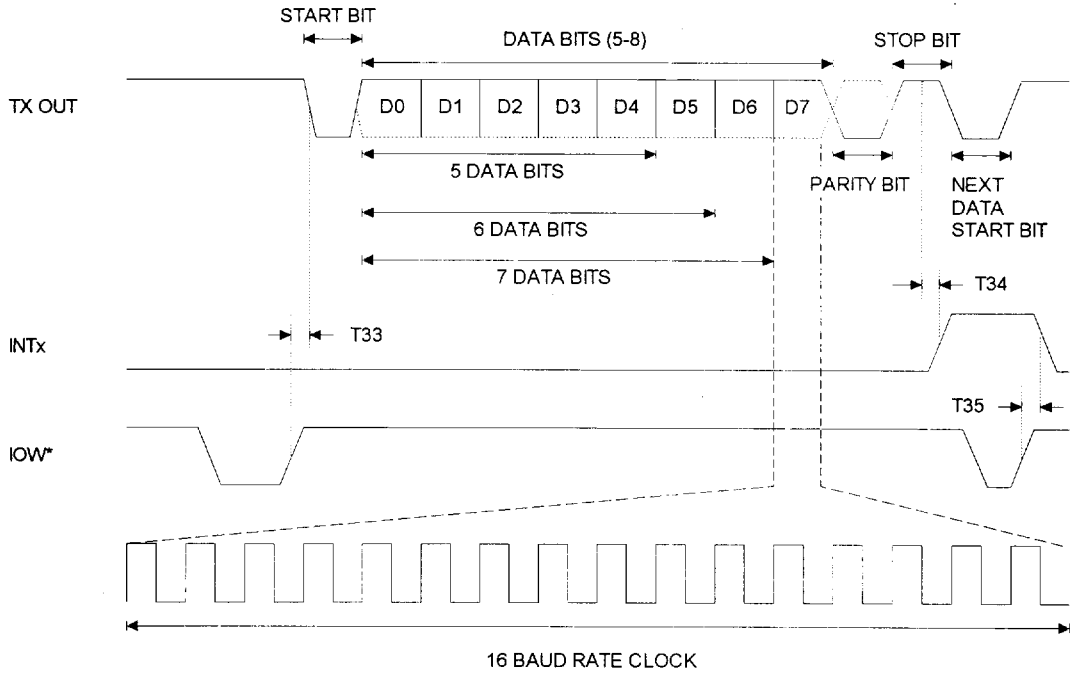 START BIT
DATA BITS (5-8)
STOP BIT
TX OUT
D0 D1 D2 D3 D4 D5 D6 D7
5 DATA BITS
PARITY BIT
NEXT
DATA
START BIT
6 DATA BITS
7 DATA BITS
T34
T33
INTx
T35
IOW*
16 BAUD RATE CLOCK